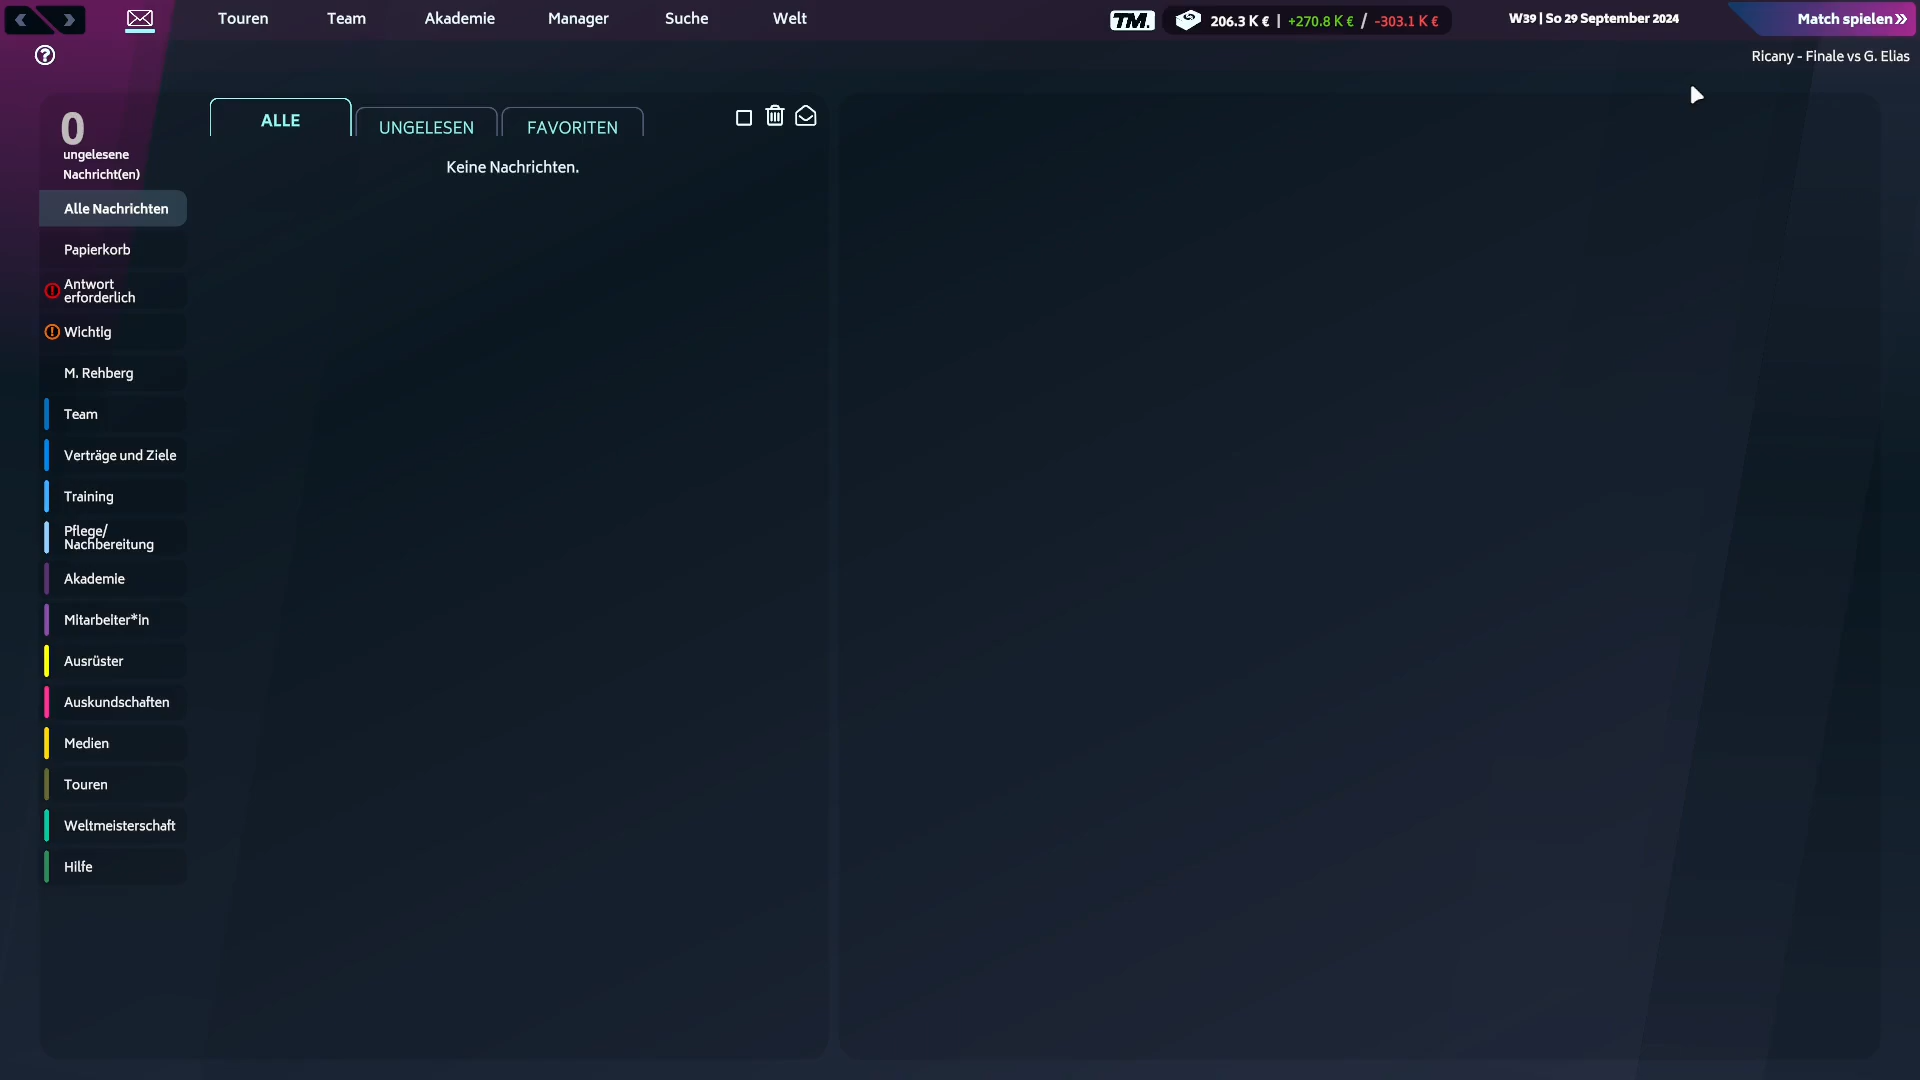 Touren Team Akademie Manager Suche Welt TM. 206.3 K € | +270.8 K € / -303.1 K € W39 | So 29 September 2024 Match spielen
Ricany - Finale vs G. Elias
0
ungelesene
Nachricht(en)
Alle Nachrichten
Papierkorb
Antwort
erforderlich
Wichtig
M. Rehberg
Team
Verträge und Ziele
Training
Pflege/
Nachbereitung
Akademie
Mitarbeiter*in
Ausrüster
Auskundschaften
Medien
Touren
Weltmeisterschaft
Hilfe
ALLE UNGELESEN FAVORITEN
Keine Nachrichten.